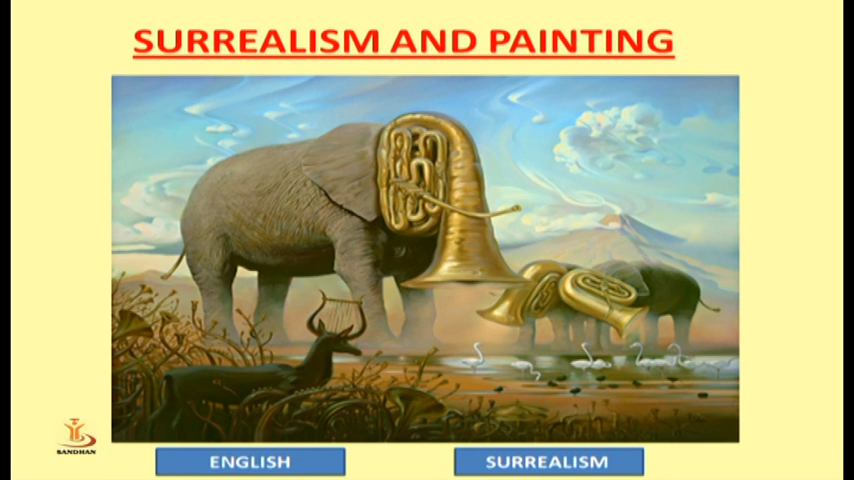 SURREALISM AND PAINTING
SANDHAN
ENGLISH
SURREALISM